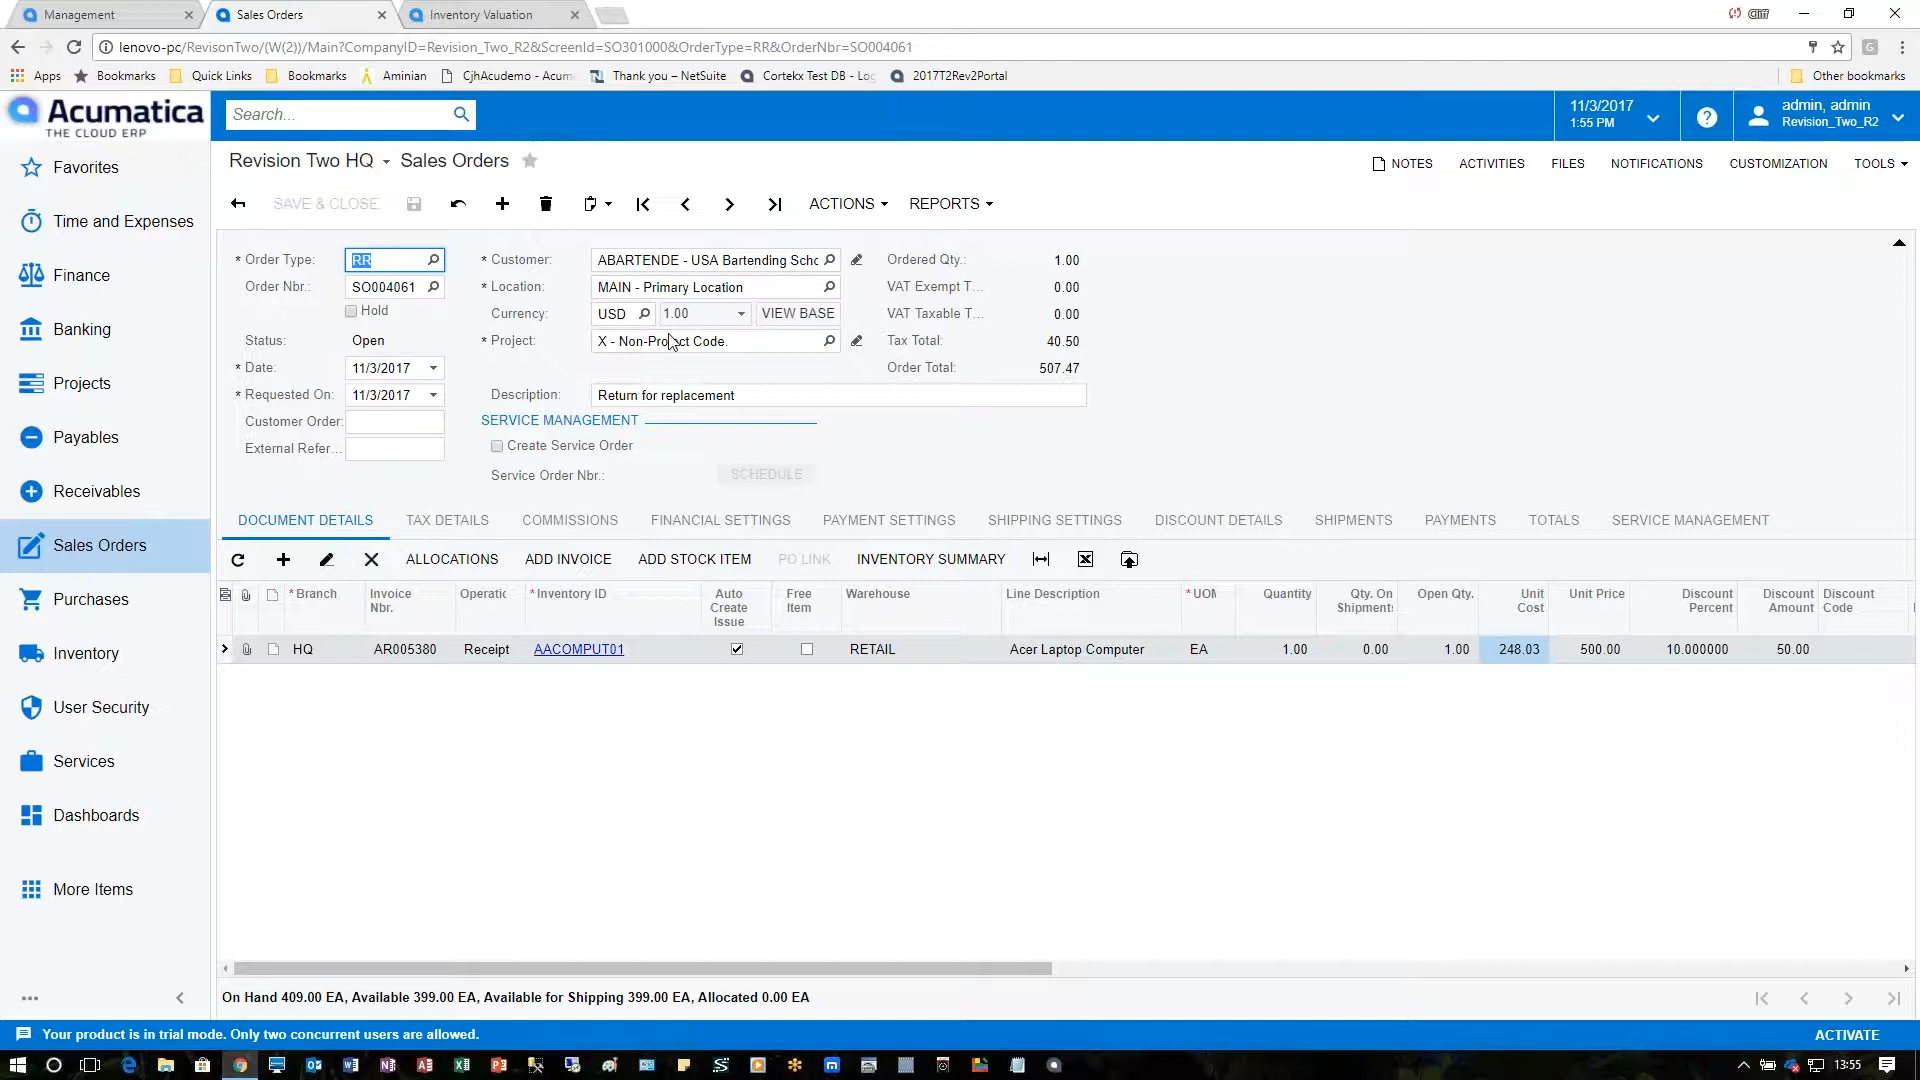 Management
Sales Orders
Inventory Valuation
lenovo-pc/RevisonTwo/(W(2))/Main?CompanyID=Revision_Two_R2&ScreenId=SO301000&OrderType=RR&OrderNbr=SO004061
Apps
Bookmarks
Quick Links
Bookmarks
Aminian
CjhAcudemo - Acum
Thank you – NetSuite
Cortekx Test DB - Log
2017T2Rev2Portal
Other bookmarks
Acumatica
THE CLOUD ERP
Search...
11/3/2017
1:55 PM
admin, admin
Revision_Two_R2
Favorites
Time and Expenses
Finance
Banking
Projects
Payables
Receivables
Sales Orders
Purchases
Inventory
User Security
Services
Dashboards
More Items
Revision Two HQ Sales Orders
NOTES ACTIVITIES FILES NOTIFICATIONS CUSTOMIZATION TOOLS
SAVE & CLOSE ACTIONS REPORTS
* Order Type: RR
Order Nbr.: SO004061
Hold
Status: Open
* Date: 11/3/2017
* Requested On: 11/3/2017
Customer Order:
External Refer...
* Customer: ABARTENDE - USA Bartending Scho
* Location: MAIN - Primary Location
Currency: USD 1.00 VIEW BASE
* Project: X - Non-Project Code.
Description: Return for replacement
SERVICE MANAGEMENT
Create Service Order
Service Order Nbr.: SCHEDULE
Ordered Qty.: 1.00
VAT Exempt T... 0.00
VAT Taxable T... 0.00
Tax Total: 40.50
Order Total: 507.47
DOCUMENT DETAILS TAX DETAILS COMMISSIONS FINANCIAL SETTINGS PAYMENT SETTINGS SHIPPING SETTINGS DISCOUNT DETAILS SHIPMENTS PAYMENTS TOTALS SERVICE MANAGEMENT
ALLOCATIONS ADD INVOICE ADD STOCK ITEM PO LINK INVENTORY SUMMARY
* Branch
Invoice Nbr.
Operatic
* Inventory ID
Auto Create Issue
Free Item
Warehouse
Line Description
* UOM
Quantity
Qty. On Shipments
Open Qty.
Unit Cost
Unit Price
Discount Percent
Discount Amount
Discount Code
HQ AR005380 Receipt AACOMPUT01 RETAIL Acer Laptop Computer EA 1.00 0.00 1.00 248.03 500.00 10.000000 50.00
On Hand 409.00 EA, Available 399.00 EA, Available for Shipping 399.00 EA, Allocated 0.00 EA
Your product is in trial mode. Only two concurrent users are allowed.
ACTIVATE
13:55